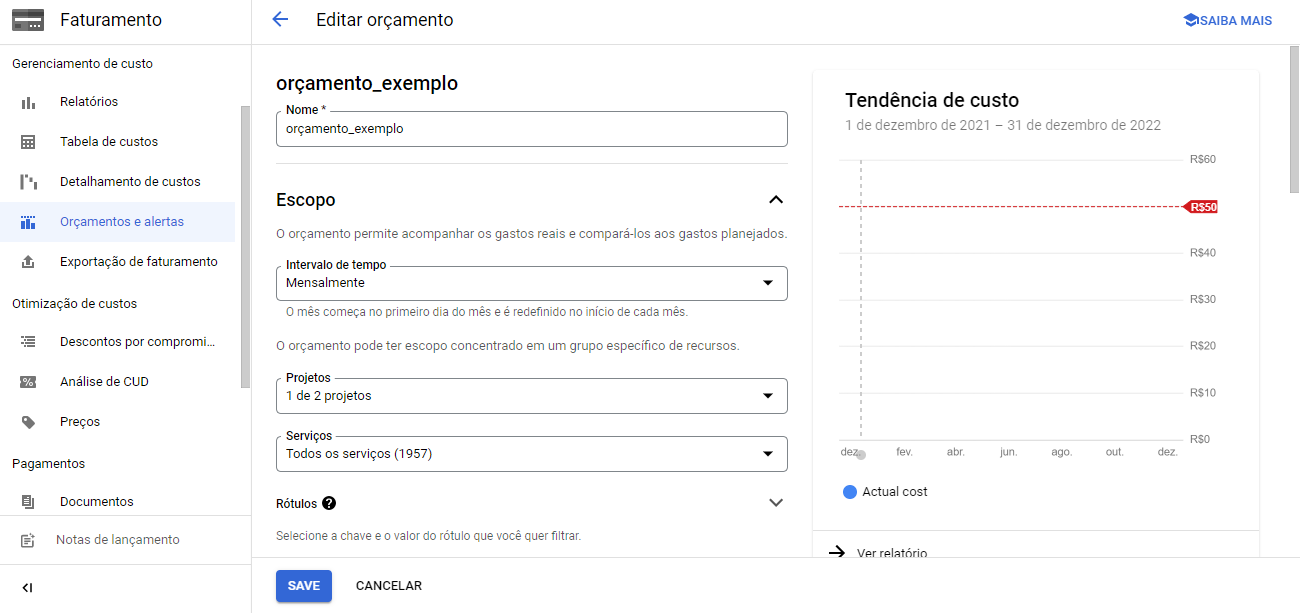 Faturamento
Gerenciamento de custo
Relatórios
Tabela de custos
Detalhamento de custos
Orçamentos e alertas
Exportação de faturamento
Otimização de custos
Descontos por compromi...
Análise de CUD
Preços
Pagamentos
Documentos
Notas de lançamento
Editar orçamento
SAIBA MAIS
orçamento_exemplo
Nome *
orçamento_exemplo
Escopo
O orçamento permite acompanhar os gastos reais e compará-los aos gastos planejados.
Intervalo de tempo
Mensalmente
O mês começa no primeiro dia do mês e é redefinido no início de cada mês.
O orçamento pode ter escopo concentrado em um grupo específico de recursos.
Projetos
1 de 2 projetos
Serviços
Todos os serviços (1957)
Rótulos
Selecione a chave e o valor do rótulo que você quer filtrar.
SAVE CANCELAR
Tendência de custo
1 de dezembro de 2021 – 31 de dezembro de 2022
R$60
R$50
R$40
R$30
R$20
R$10
R$0
dez. fev. abr. jun. ago. out. dez.
Actual cost
Ver relatório